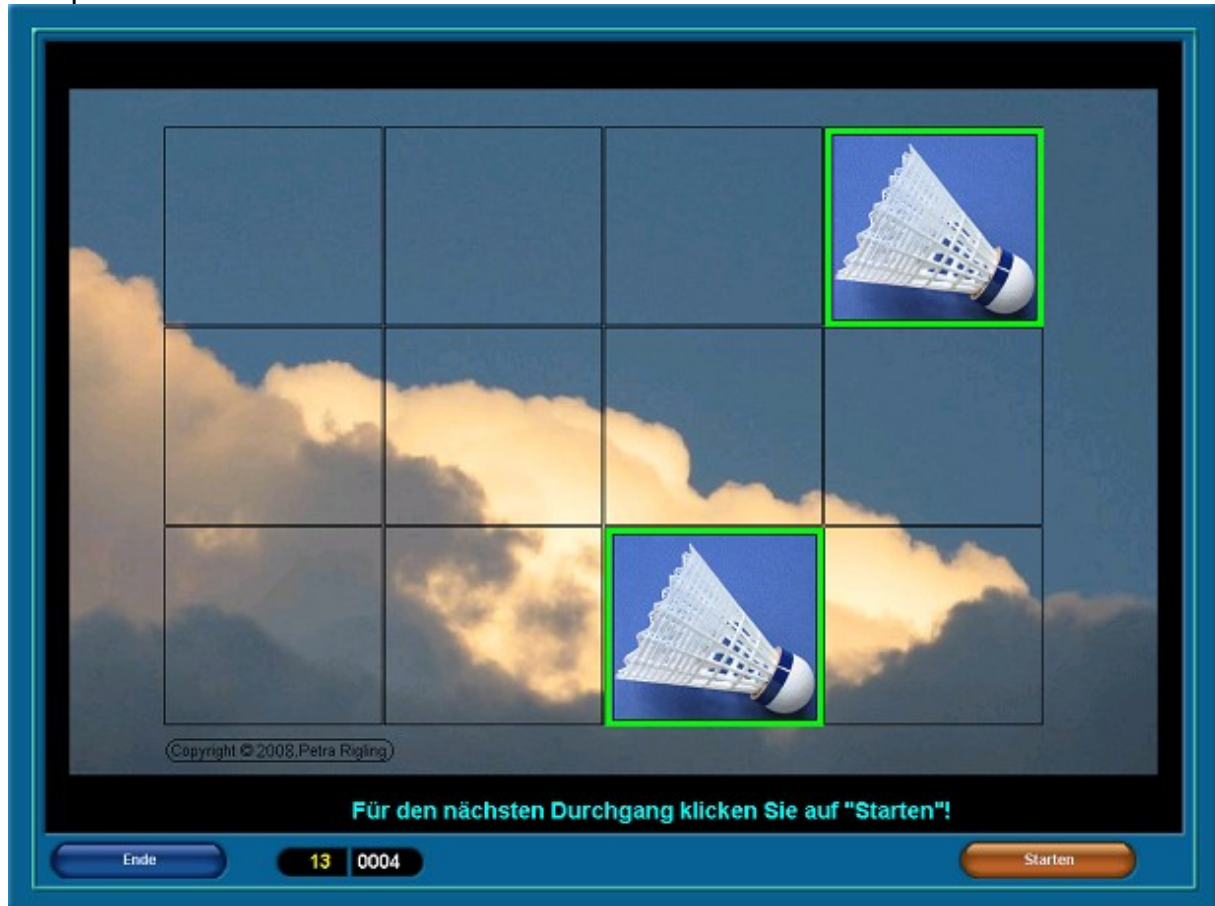 Copyright © 2008,Petra Rigling
Für den nächsten Durchgang klicken Sie auf "Starten"!
Ende
13 0004
Starten